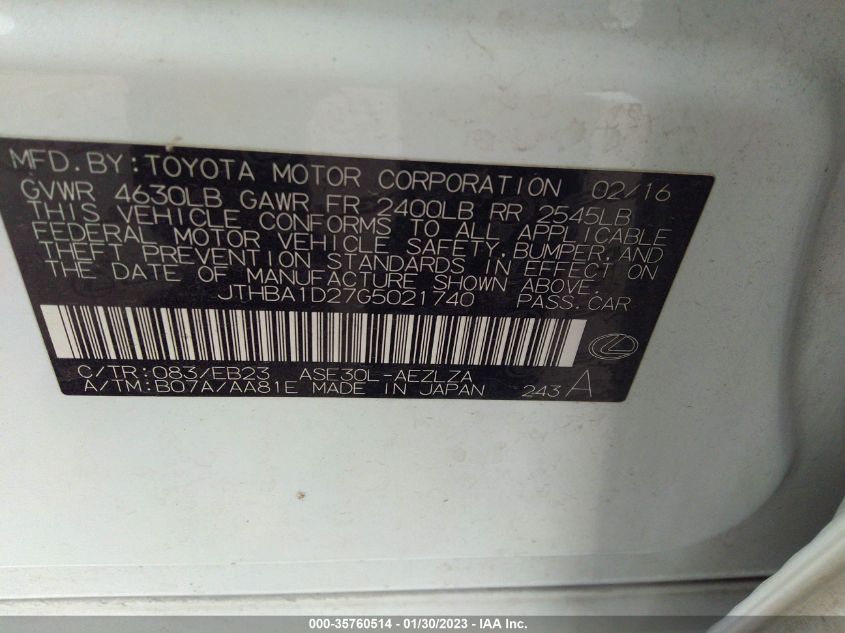 MFD.BY:TOYOTA MOTOR CORPORATION 02/16
GVWR 4630LB GAWR FR 2400LB RR 2545LB
THIS VEHICLE CONFORMS TO ALL APPLICABLE
FEDERAL MOTOR VEHICLE SAFETY, BUMPER, AND
THEFT PREVENTION STANDARDS IN EFFECT ON
THE DATE OF MANUFACTURE SHOWN ABOVE.
JTHBA1D27G5021740 PASS.CAR
C/TR:083/EB23 ASE30L-AEZLZA
A/TM:B07A/AA81E MADE IN JAPAN 243 A
000-35760514 - 01/30/2023 - IAA Inc.